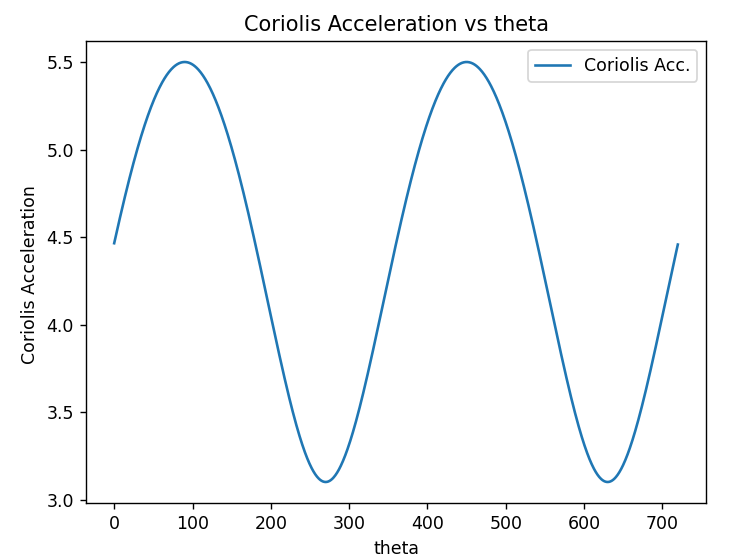 Coriolis Acceleration vs theta
Coriolis Acc.
5.5
5.0
4.5
4.0
3.5
3.0
Coriolis Acceleration
0 100 200 300 400 500 600 700
theta